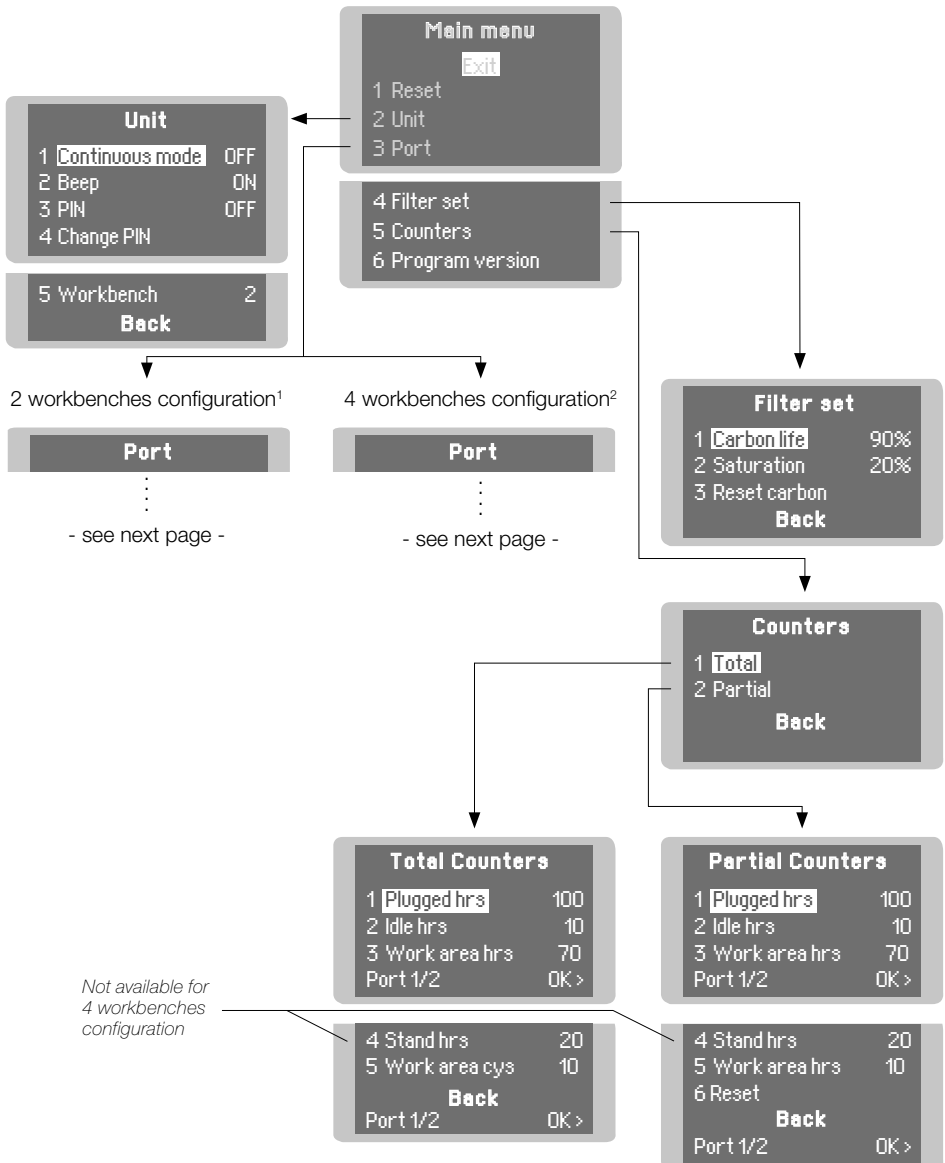 Main menu
Exit
1 Reset
2 Unit
3 Port
4 Filter set
5 Counters
6 Program version
Unit
1 Continuous mode OFF
2 Beep ON
3 PIN OFF
4 Change PIN
5 Workbench 2
Back
2 workbenches configuration¹
Port
- see next page -
4 workbenches configuration²
Port
- see next page -
Filter set
1 Carbon life 90%
2 Saturation 20%
3 Reset carbon
Back
Counters
1 Total
2 Partial
Back
Total Counters
1 Plugged hrs 100
2 Idle hrs 10
3 Work area hrs 70
Port 1/2 OK >
4 Stand hrs 20
5 Work area cys 10
Back
Port 1/2 OK >
Partial Counters
1 Plugged hrs 100
2 Idle hrs 10
3 Work area hrs 70
Port 1/2 OK >
4 Stand hrs 20
5 Work area hrs 10
6 Reset
Back
Port 1/2 OK >
Not available for
4 workbenches
configuration